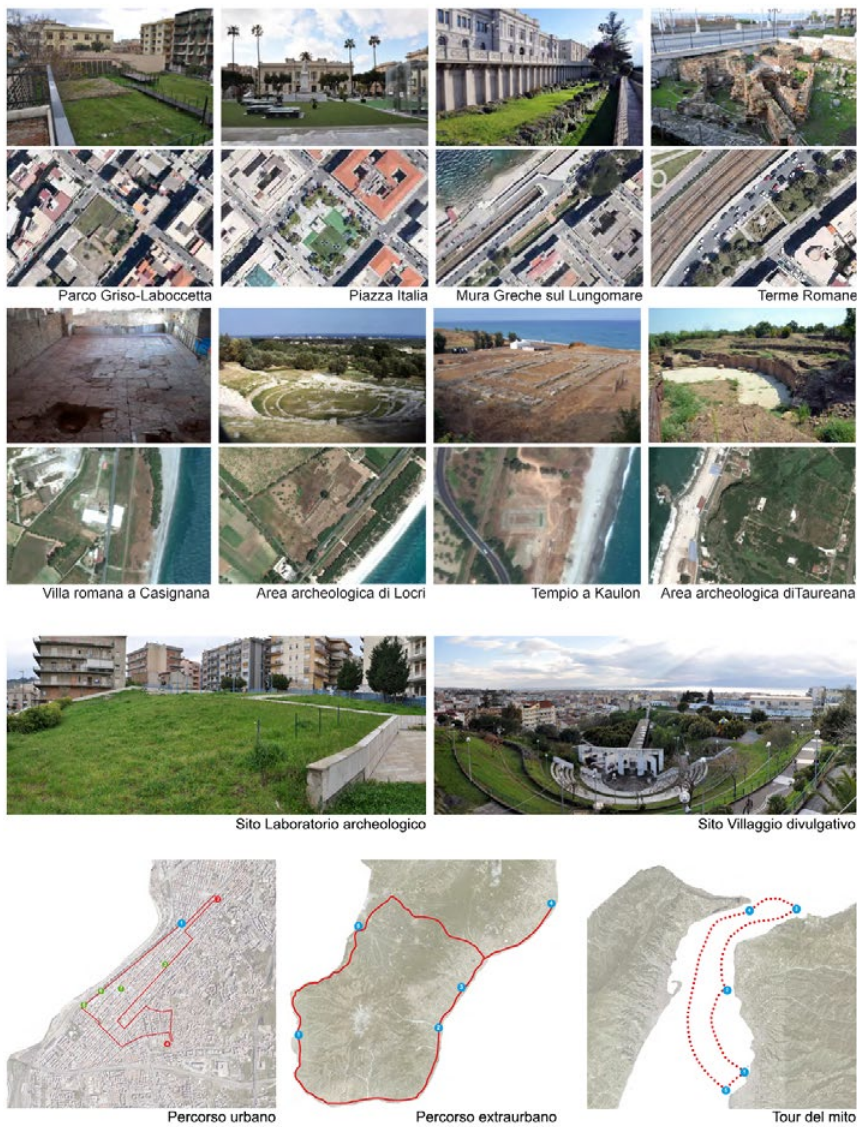 Parco Griso-Laboccetta
Piazza Italia
Mura Greche sul Lungomare
Terme Romane
Villa romana a Casignana
Area archeologica di Locri
Tempio a Kaulon
Area archeologica diTaureana
Sito Laboratorio archeologico
Sito Villaggio divulgativo
Percorso urbano
Percorso extraurbano
Tour del mito